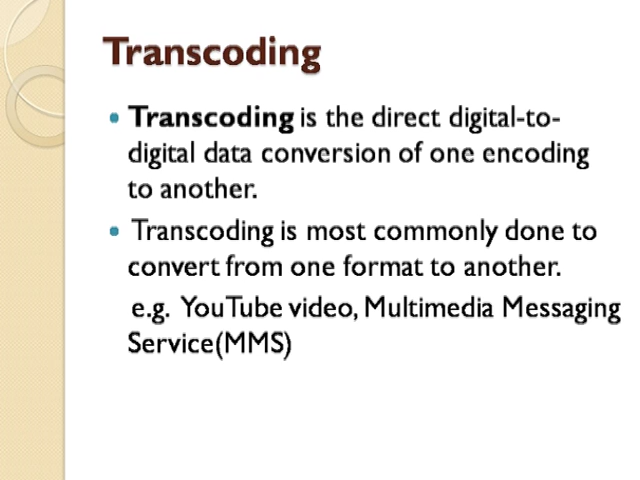 Transcoding
• Transcoding is the direct digital-to-
digital data conversion of one encoding
to another.
• Transcoding is most commonly done to
convert from one format to another.
e.g. YouTube video, Multimedia Messaging
Service(MMS)